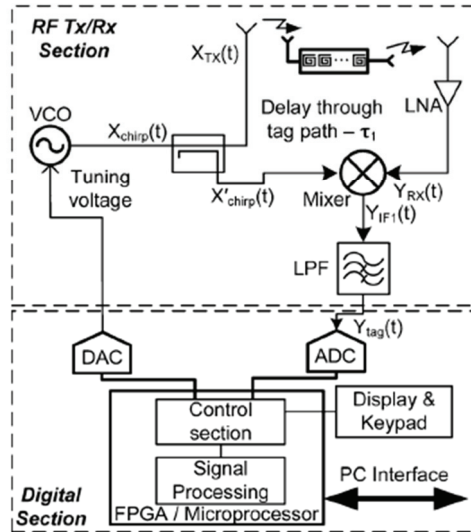 RF Tx/Rx
Section
X_TX(t)
VCO
X_chirp(t)
Delay through
tag path – τ₁
LNA
Tuning
voltage
X'_chirp(t)
Mixer
Y_RX(t)
Y_IF1(t)
LPF
Y_tag(t)
DAC
ADC
Control
section
Display &
Keypad
Signal
Processing
PC Interface
Digital
Section
FPGA / Microprocessor